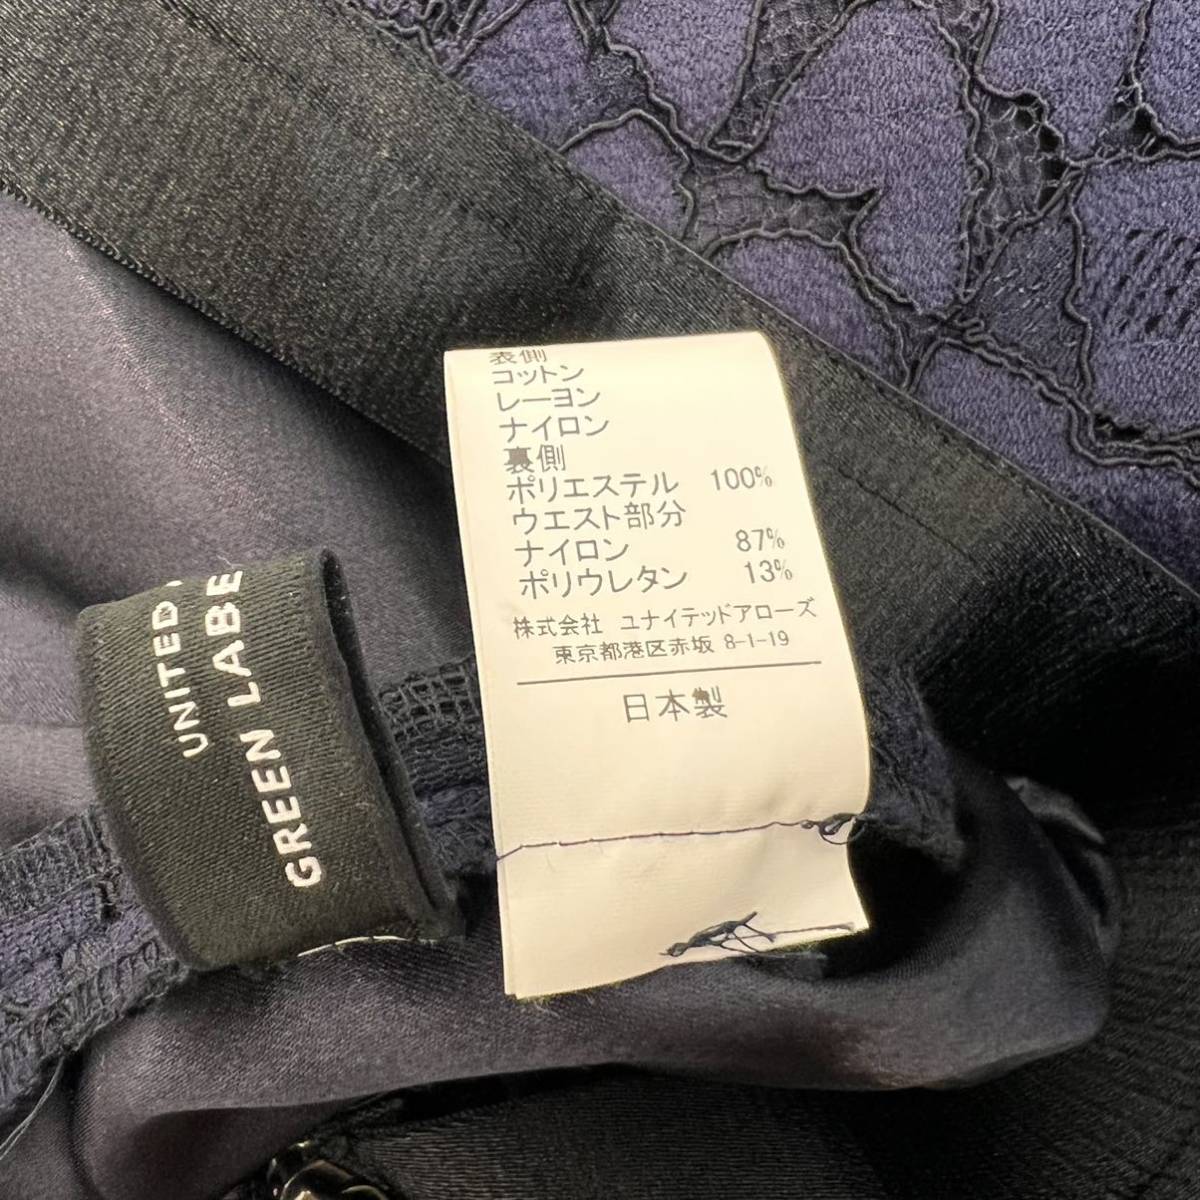 表側
コットン
レーヨン
ナイロン
裏側
ポリエステル 100%
ウエスト部分
ナイロン 87%
ポリウレタン 13%
株式会社 ユナイテッドアローズ
東京都港区赤坂 8-1-19
日本製
UNITED
GREEN LABE